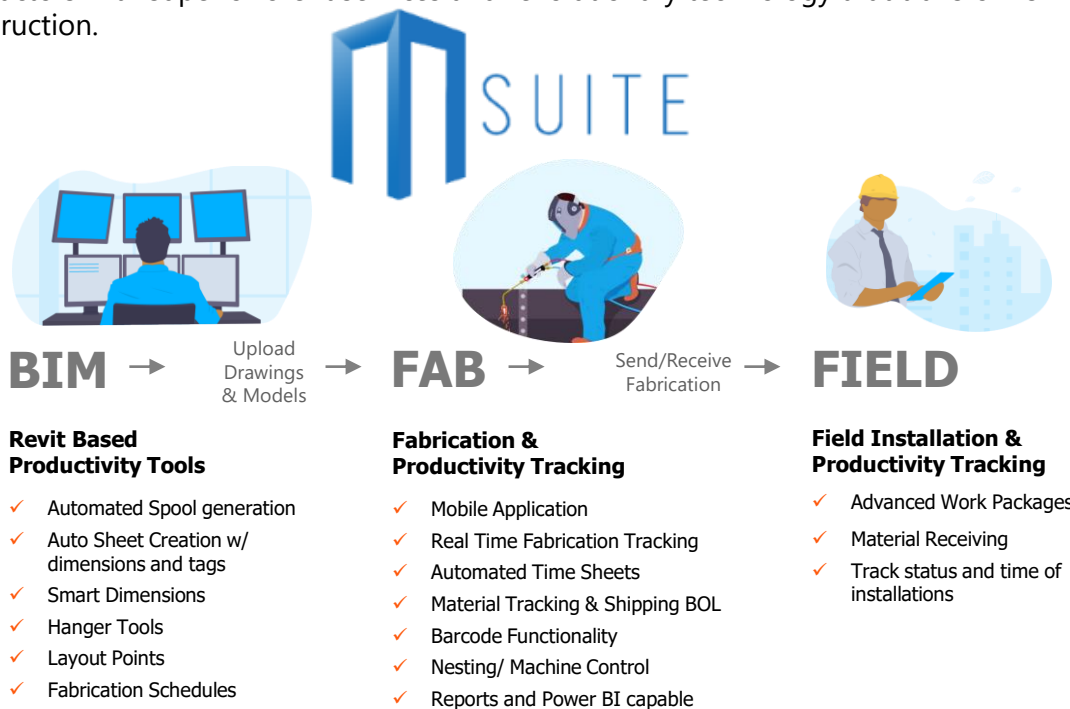 ruction.
SUITE
BIM
Upload
Drawings
& Models
FAB
Send/Receive
Fabrication
FIELD
Revit Based
Productivity Tools
✓ Automated Spool generation
✓ Auto Sheet Creation w/
dimensions and tags
✓ Smart Dimensions
✓ Hanger Tools
✓ Layout Points
✓ Fabrication Schedules
Fabrication &
Productivity Tracking
✓ Mobile Application
✓ Real Time Fabrication Tracking
✓ Automated Time Sheets
✓ Material Tracking & Shipping BOL
✓ Barcode Functionality
✓ Nesting/ Machine Control
✓ Reports and Power BI capable
Field Installation &
Productivity Tracking
✓ Advanced Work Packages
✓ Material Receiving
✓ Track status and time of
installations